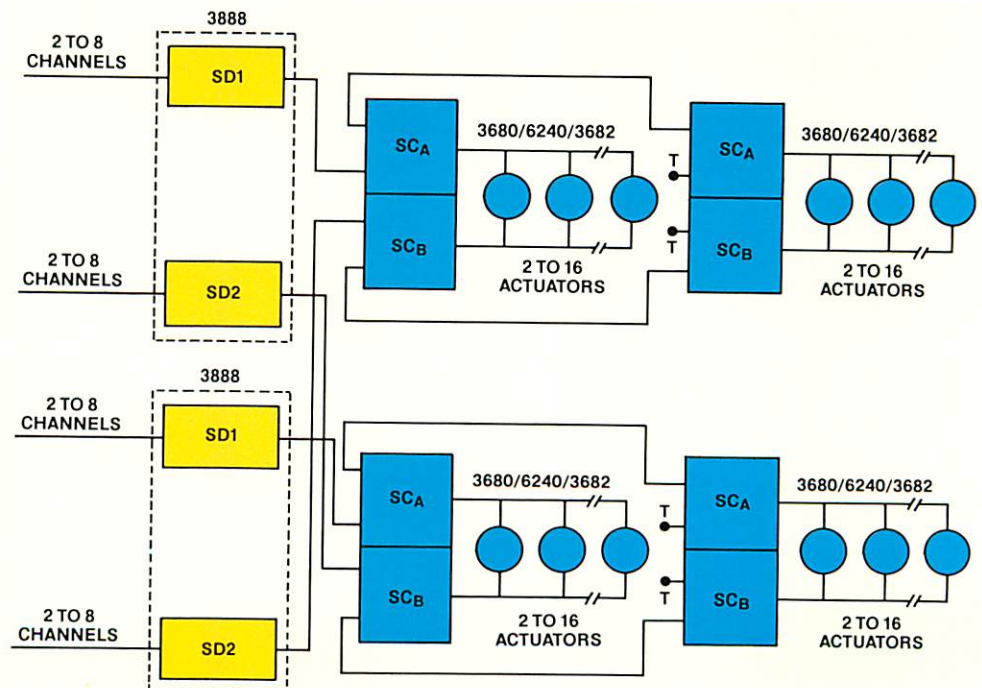 3888
2 TO 8
CHANNELS
SD1
SCA
SCB
3680/6240/3682
2 TO 16
ACTUATORS
T
T
SCA
SCB
3680/6240/3682
2 TO 16
ACTUATORS
2 TO 8
CHANNELS
SD2
3888
2 TO 8
CHANNELS
SD1
SCA
SCB
3680/6240/3682
2 TO 16
ACTUATORS
T
T
SCA
SCB
3680/6240/3682
2 TO 16
ACTUATORS
2 TO 8
CHANNELS
SD2